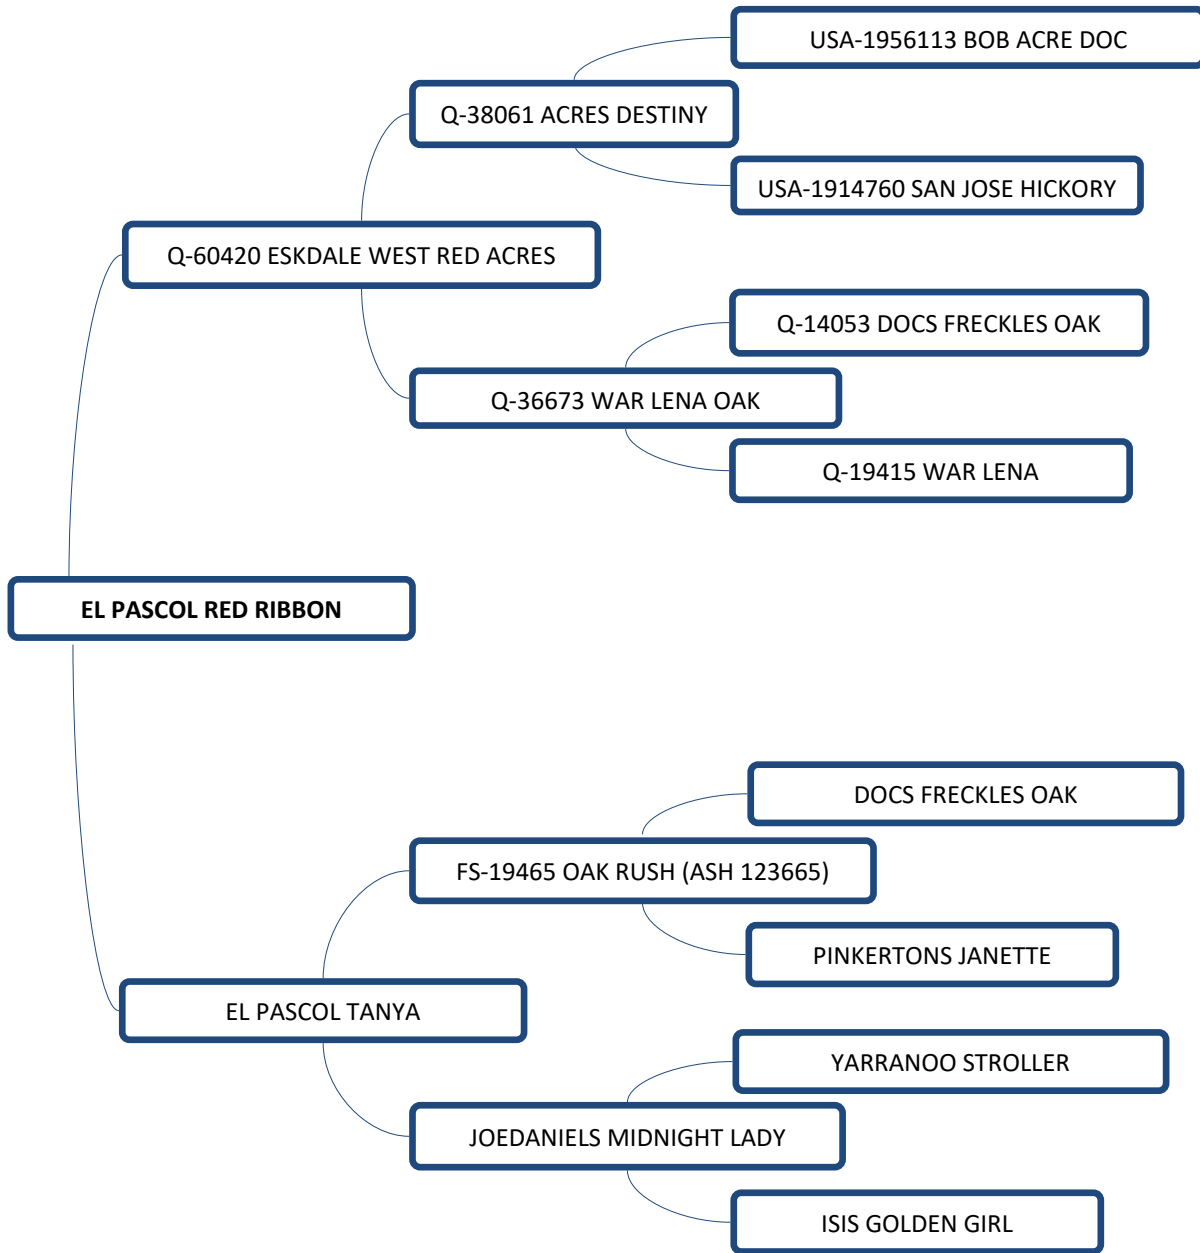 USA-1956113 BOB ACRE DOC
Q-38061 ACRES DESTINY
USA-1914760 SAN JOSE HICKORY
Q-60420 ESKDALE WEST RED ACRES
Q-14053 DOCS FRECKLES OAK
Q-36673 WAR LENA OAK
Q-19415 WAR LENA
EL PASCOL RED RIBBON
DOCS FRECKLES OAK
FS-19465 OAK RUSH (ASH 123665)
PINKERTONS JANETTE
EL PASCOL TANYA
YARRANOO STROLLER
JOEDANIELS MIDNIGHT LADY
ISIS GOLDEN GIRL